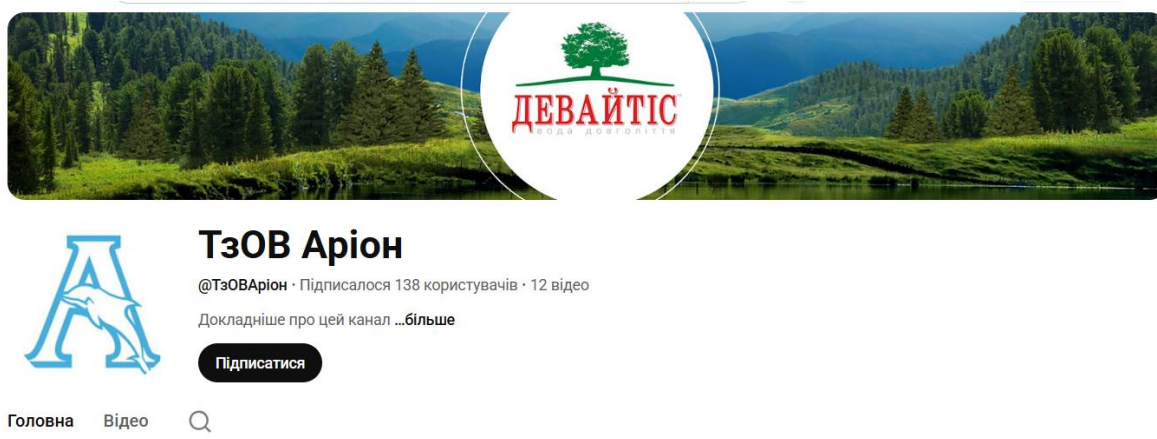 ДЕВАЙТІС
вода довголіття
ТзОВ Аріон
@ТзОВАріон · Підписалося 138 користувачів · 12 відео
Докладніше про цей канал ...більше
Підписатися
Головна Відео